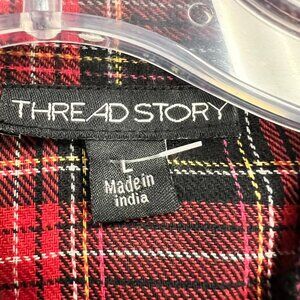 THREAD STORY
L
Made in
india